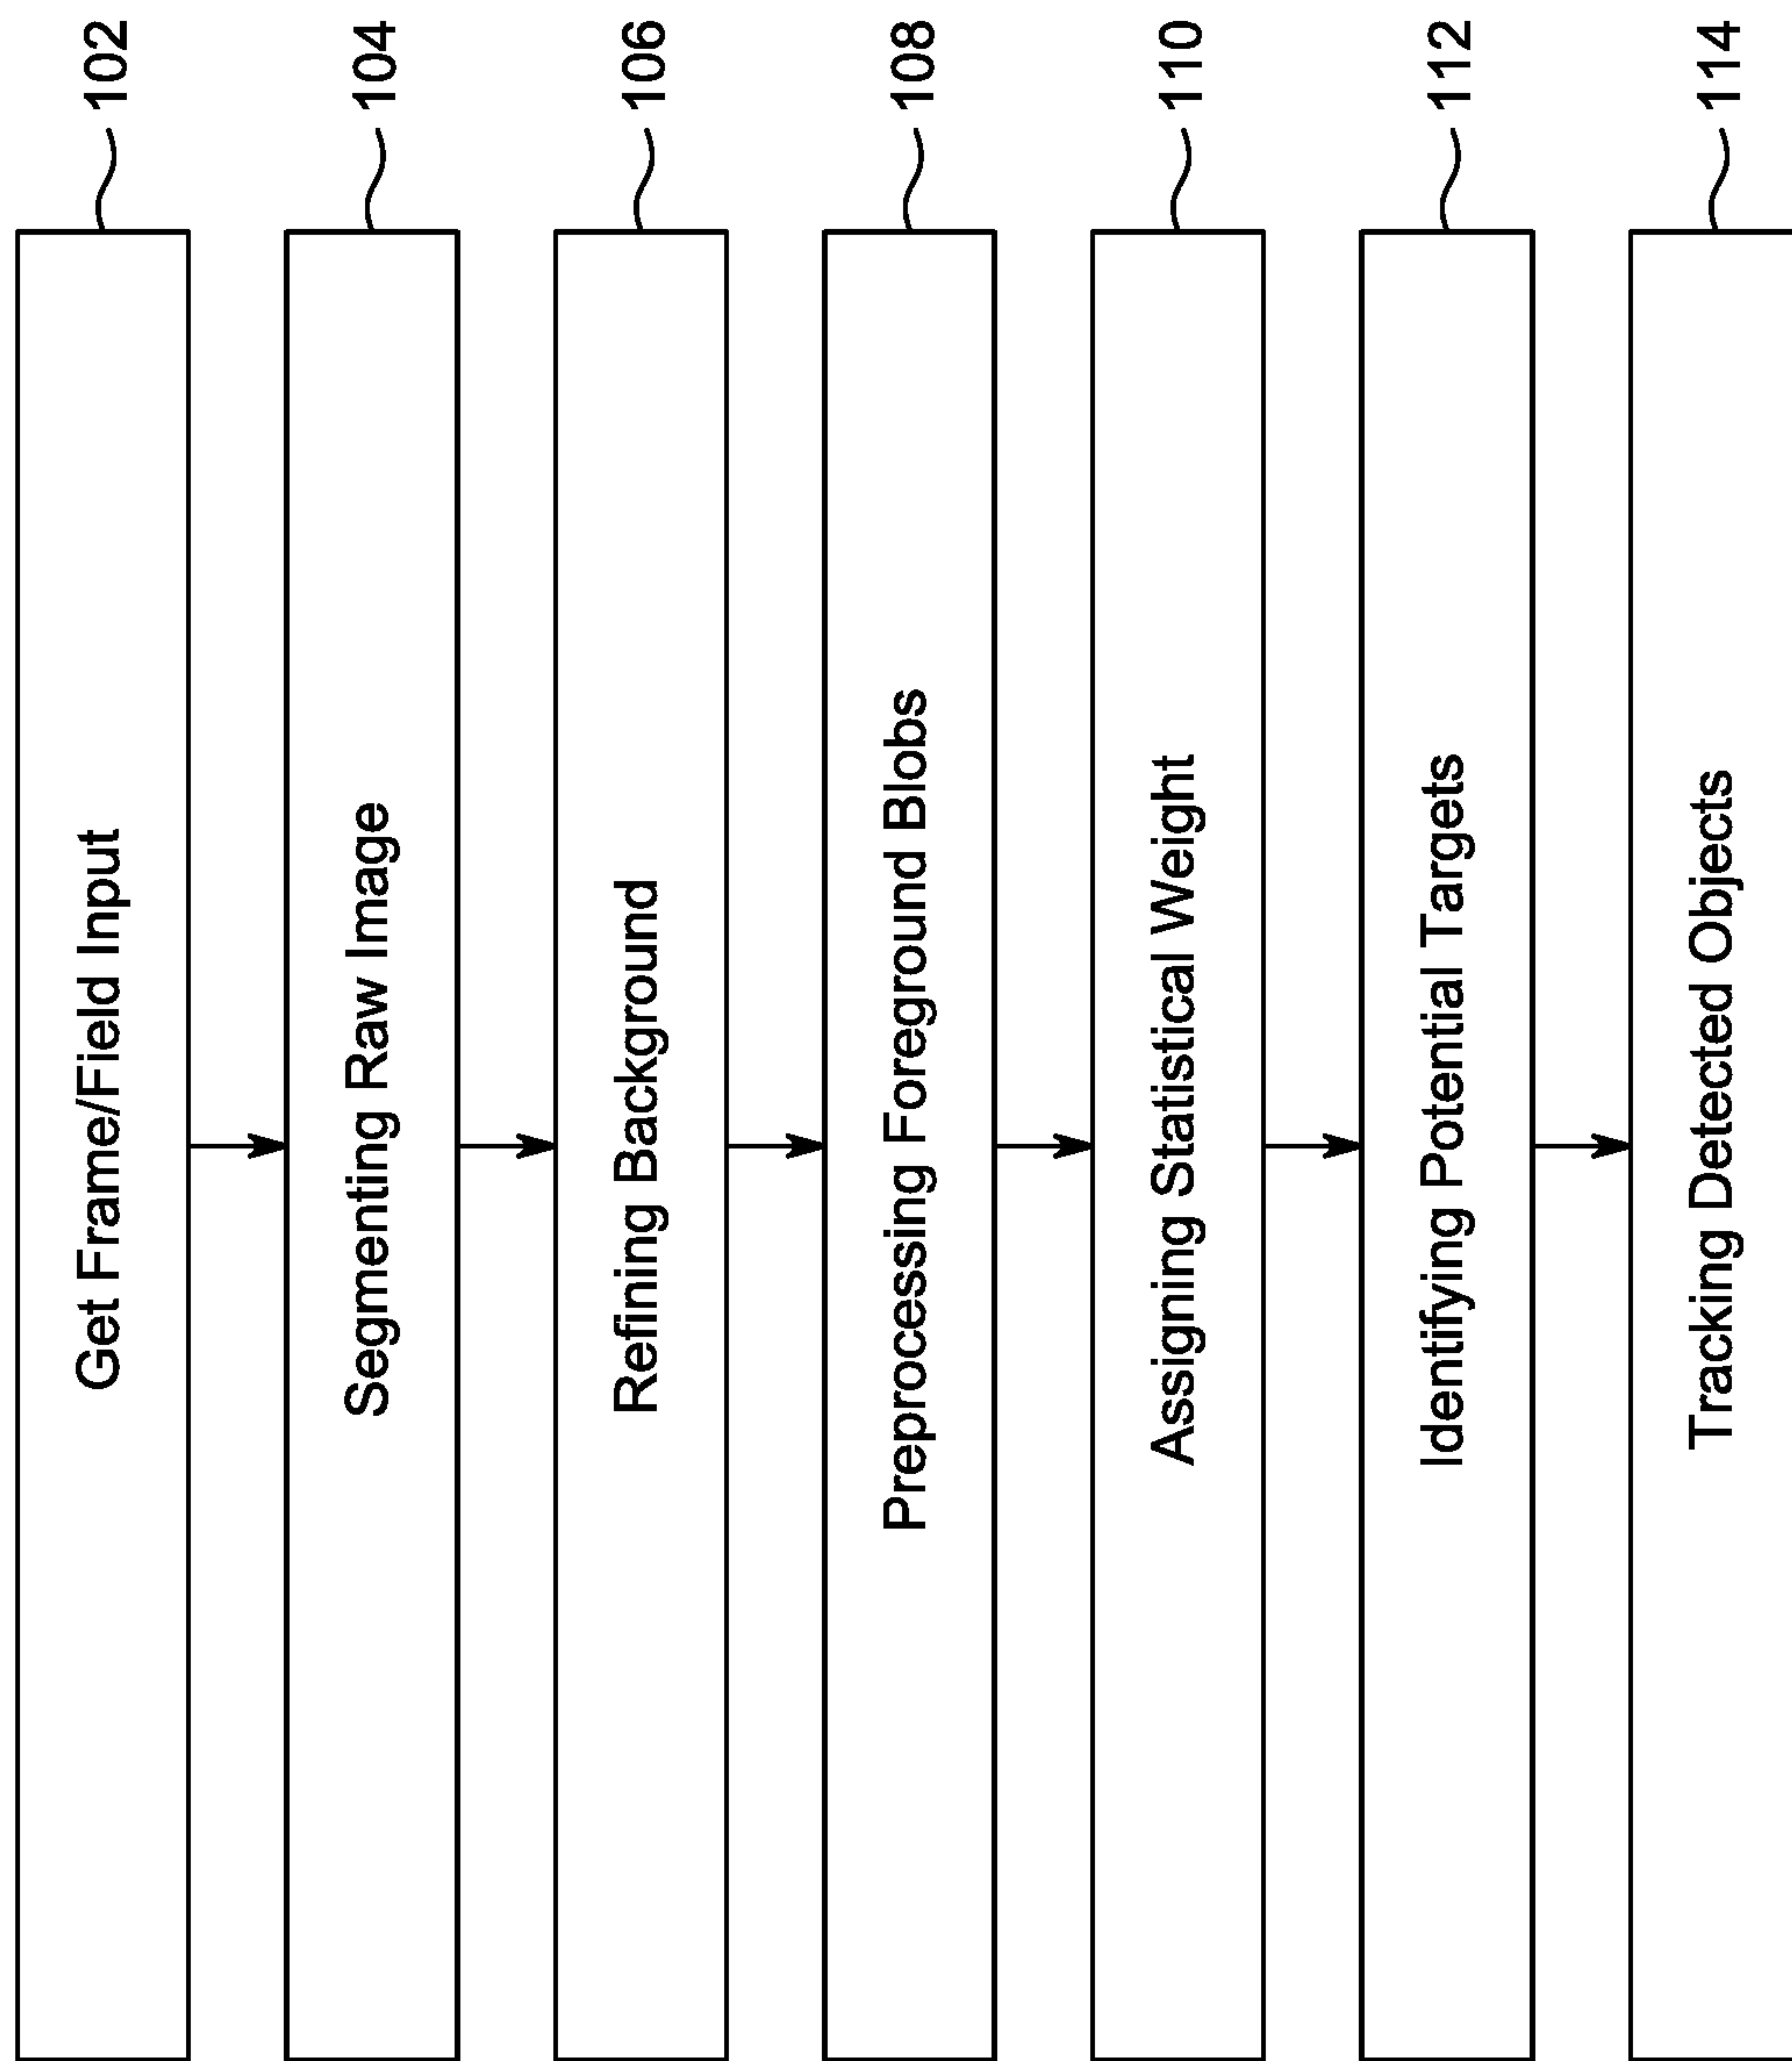 Get Frame/Field Input
102
Segmenting Raw Image
104
Refining Background
106
Preprocessing Foreground Blobs
108
Assigning Statistical Weight
110
Identifying Potential Targets
112
Tracking Detected Objects
114